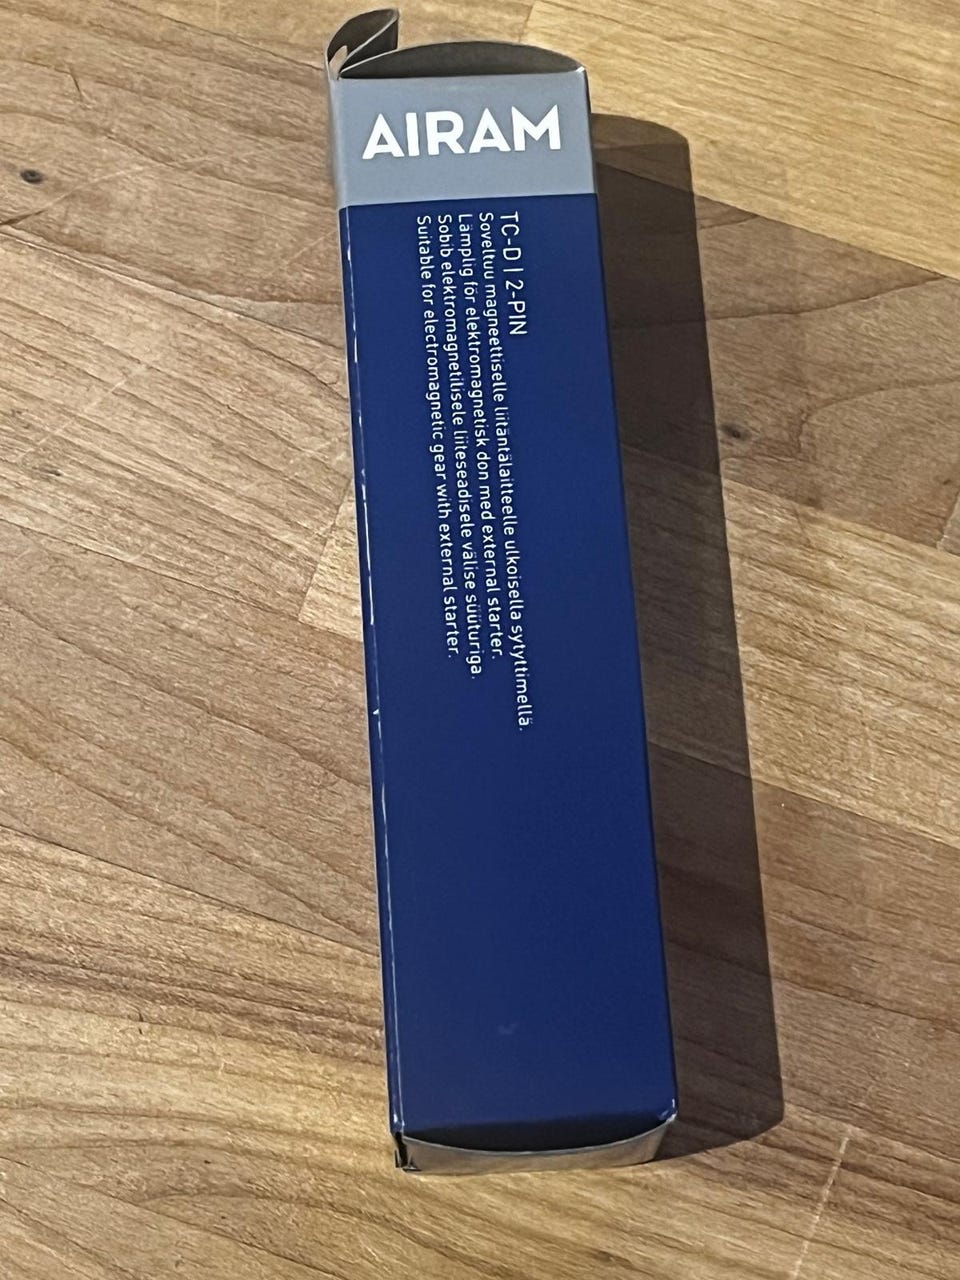 AIRAM
TC-D | 2-PIN
Soveltuu magneettiselle liitäntälaitteelle ulkoisella sytyttimellä.
Lämplig för elektromagnetisk don med external starter.
Sobib elektromagnetilisele liiteseadisele välise süüturiga.
Suitable for electromagnetic gear with external starter.